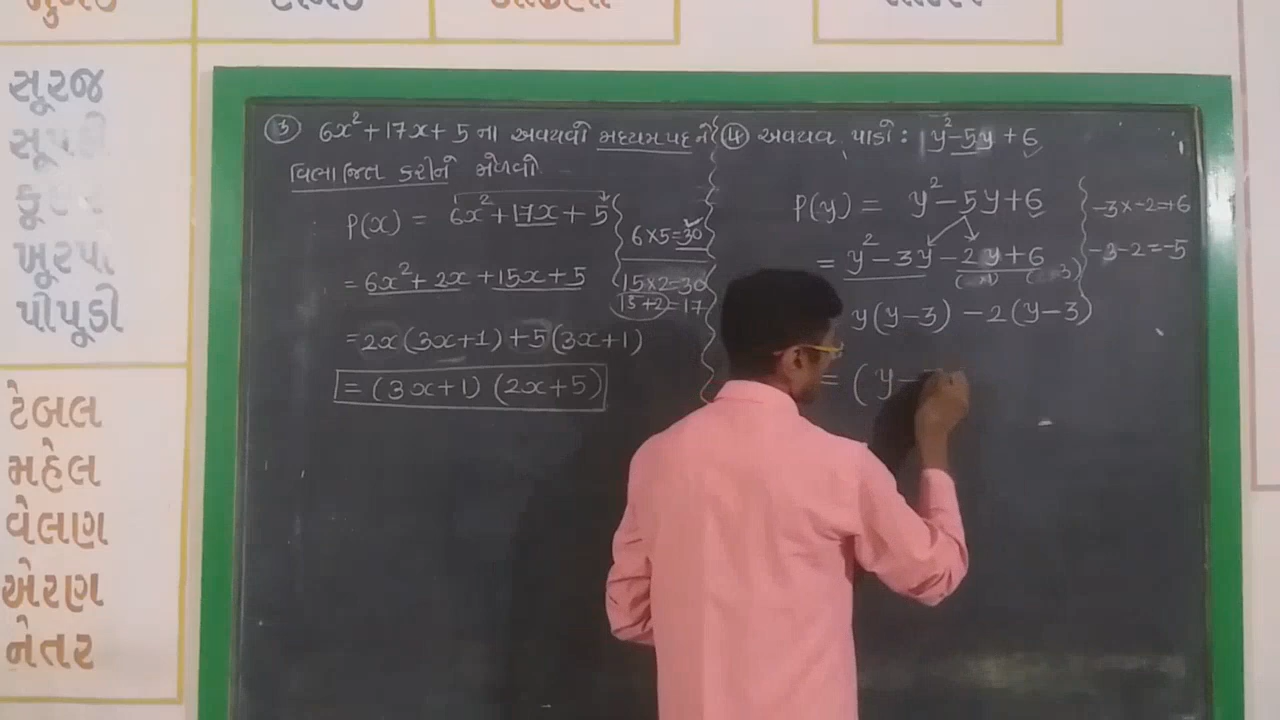 સૂરજ
ખૂરપા
પીપૂડી
ટેબલ
મહેલ
વેલણ
એરણ
નેતર
③ 6x² + 17x + 5 ના અવયવો મધ્યમપદ ને
વિભાજિત કરીને મેળવો
p(x) = 6x² + 17x + 5
6 × 5 = 30
= 6x² + 2x + 15x + 5
15 × 2 = 30
15 + 2 = 17
= 2x (3x + 1) + 5 (3x + 1)
= (3x + 1) (2x + 5)
④ અવયવ પાડો : y² - 5y + 6
p(y) = y² - 5y + 6
-3 × -2 = +6
= y² - 3y - 2y + 6
-3 - 2 = -5
y (y - 3) - 2 (y - 3)
= ( y -